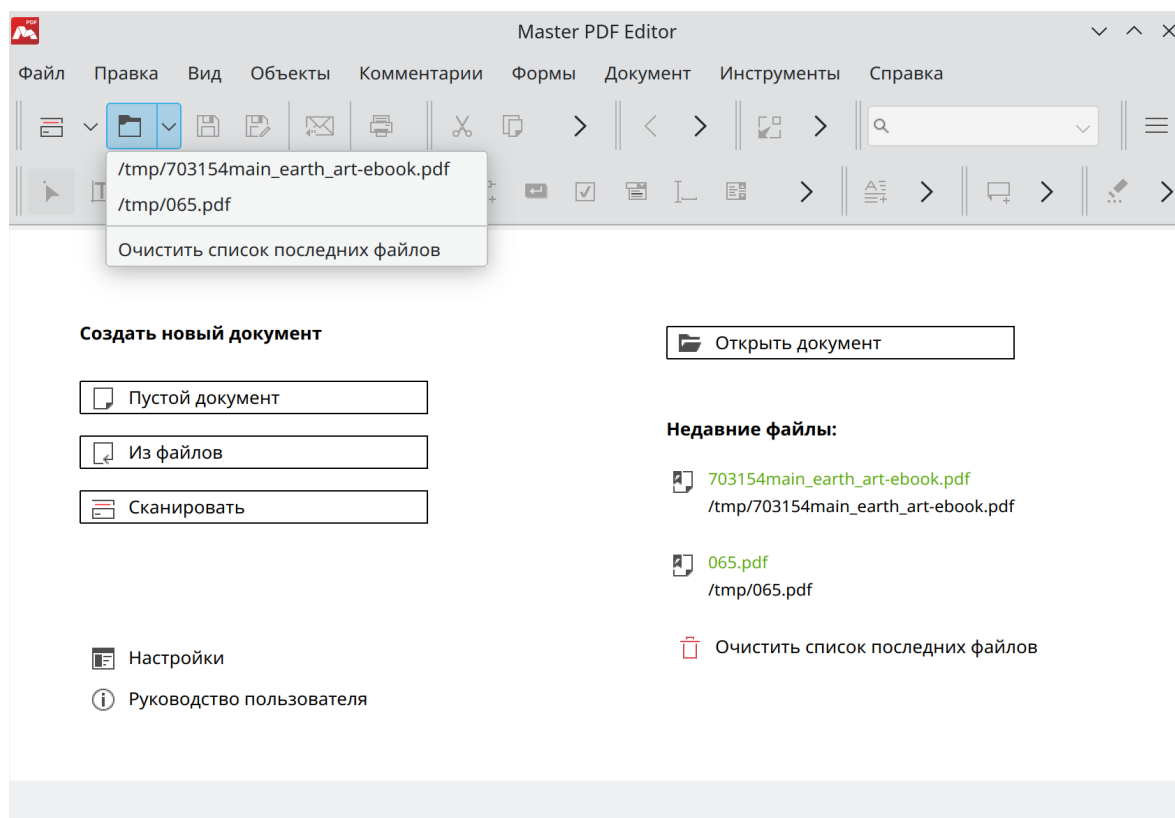 PDF
Master PDF Editor
Файл Правка Вид Объекты Комментарии Формы Документ Инструменты Справка
/tmp/703154main_earth_art-ebook.pdf
/tmp/065.pdf
Очистить список последних файлов
Создать новый документ
Пустой документ
Из файлов
Сканировать
Настройки
Руководство пользователя
Открыть документ
Недавние файлы:
703154main_earth_art-ebook.pdf
/tmp/703154main_earth_art-ebook.pdf
065.pdf
/tmp/065.pdf
Очистить список последних файлов